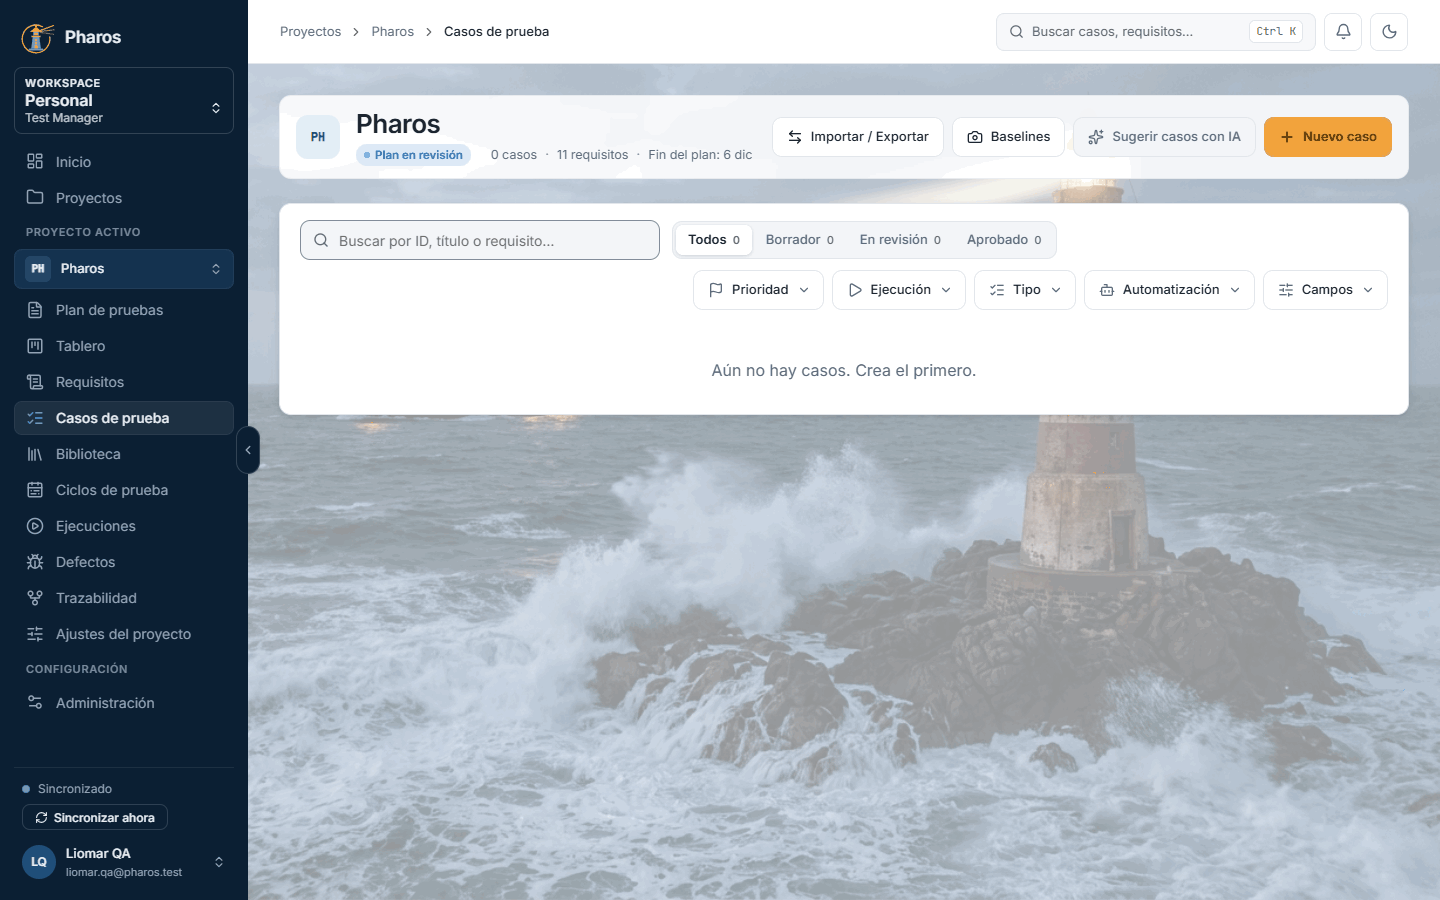 Pharos
WORKSPACE
Personal
Test Manager
Inicio
Proyectos
PROYECTO ACTIVO
PH Pharos
Plan de pruebas
Tablero
Requisitos
Casos de prueba
Biblioteca
Ciclos de prueba
Ejecuciones
Defectos
Trazabilidad
Ajustes del proyecto
CONFIGURACIÓN
Administración
Sincronizado
Sincronizar ahora
LQ
Liomar QA
liomar.qa@pharos.test
Proyectos > Pharos > Casos de prueba
Buscar casos, requisitos... Ctrl K
PH
Pharos
Plan en revisión 0 casos · 11 requisitos · Fin del plan: 6 dic
Importar / Exportar Baselines Sugerir casos con IA Nuevo caso
Buscar por ID, título o requisito... Todos 0 Borrador 0 En revisión 0 Aprobado 0
Prioridad Ejecución Tipo Automatización Campos
Aún no hay casos. Crea el primero.